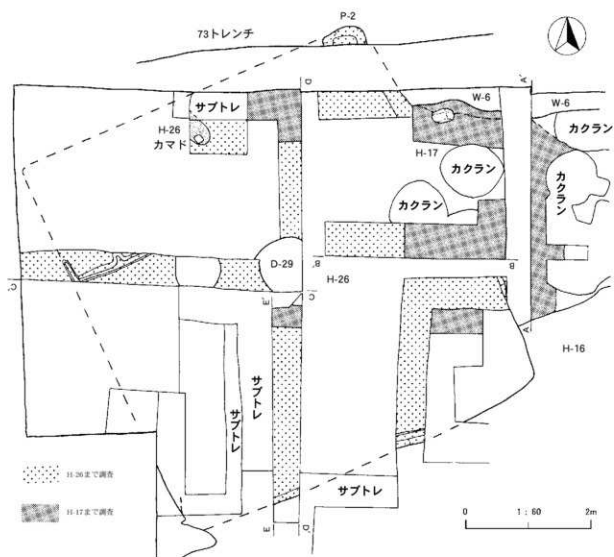 P-2
73トレンチ
D
A'
サブトレ
W-6
W-6
カクラン
H-26
カマド
H-17
カクラン
カクラン
カクラン
D-29
B'
H-26
B
C'
C
E'
A
H-16
サブトレ
サブトレ
サブトレ
E
D'
H-26まで調査
H-17まで調査
0 1:60 2m